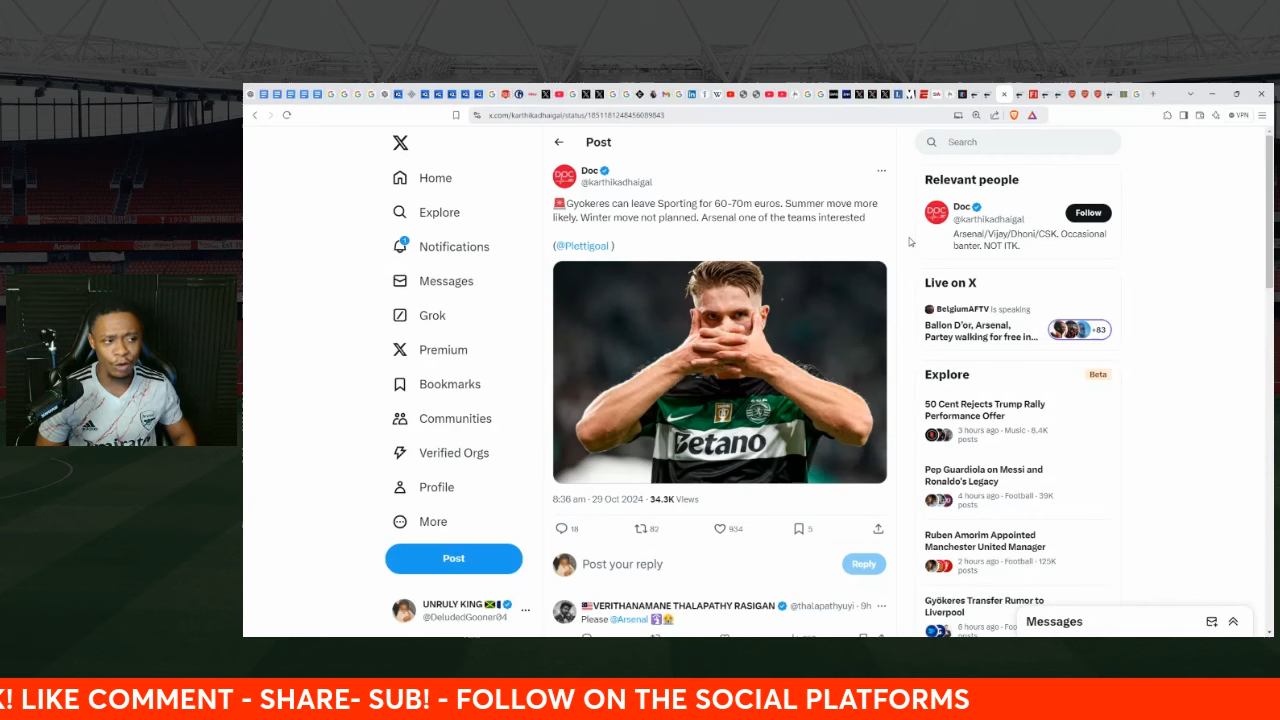 x.com/karthikadhaigal/status/1851181248456089843
VPN
Home
Explore
Notifications
Messages
Grok
Premium
Bookmarks
Communities
Verified Orgs
Profile
More
Post
UNRULY KING
@DeludedGooner04
Post
Doc
@karthikadhaigal
Gyokeres can leave Sporting for 60-70m euros. Summer move more
likely. Winter move not planned. Arsenal one of the teams interested
(@Plettigoal )
Betano
8:36 am · 29 Oct 2024 · 34.3K Views
18 82 934 5
Post your reply
Reply
VERITHANAMANE THALAPATHY RASIGAN @thalapathyuyi · 9h
Please @Arsenal
Search
Relevant people
Doc
@karthikadhaigal
Follow
Arsenal/Vijay/Dhoni/CSK. Occasional
banter. NOT ITK.
Live on X
BelgiumAFTV is speaking
Ballon D'or, Arsenal,
Partey walking for free in...
+83
Explore
Beta
50 Cent Rejects Trump Rally
Performance Offer
3 hours ago · Music · 8.4K
posts
Pep Guardiola on Messi and
Ronaldo's Legacy
4 hours ago · Football · 39K
posts
Ruben Amorim Appointed
Manchester United Manager
2 hours ago · Football · 125K
posts
Gyökeres Transfer Rumor to
Liverpool
6 hours ago · Foo
Messages
! LIKE COMMENT - SHARE- SUB! - FOLLOW ON THE SOCIAL PLATFORMS